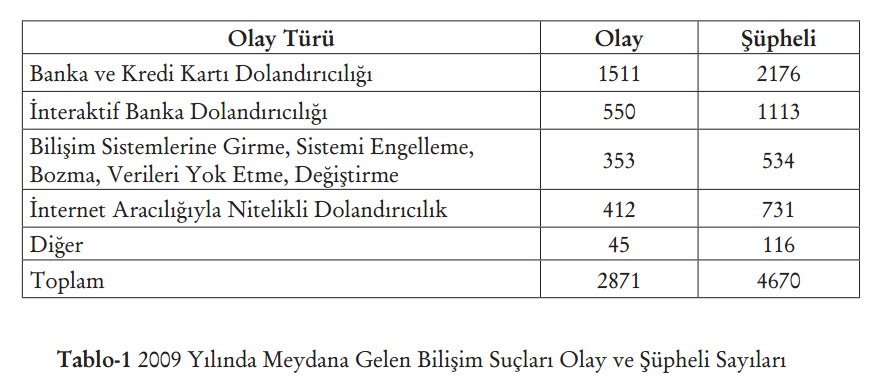 Olay Türü Olay Şüpheli
Banka ve Kredi Kartı Dolandırıcılığı 1511 2176
İnteraktif Banka Dolandırıcılığı 550 1113
Bilişim Sistemlerine Girme, Sistemi Engelleme,
Bozma, Verileri Yok Etme, Değiştirme 353 534
İnternet Aracılığıyla Nitelikli Dolandırıcılık 412 731
Diğer 45 116
Toplam 2871 4670
Tablo-1 2009 Yılında Meydana Gelen Bilişim Suçları Olay ve Şüpheli Sayıları